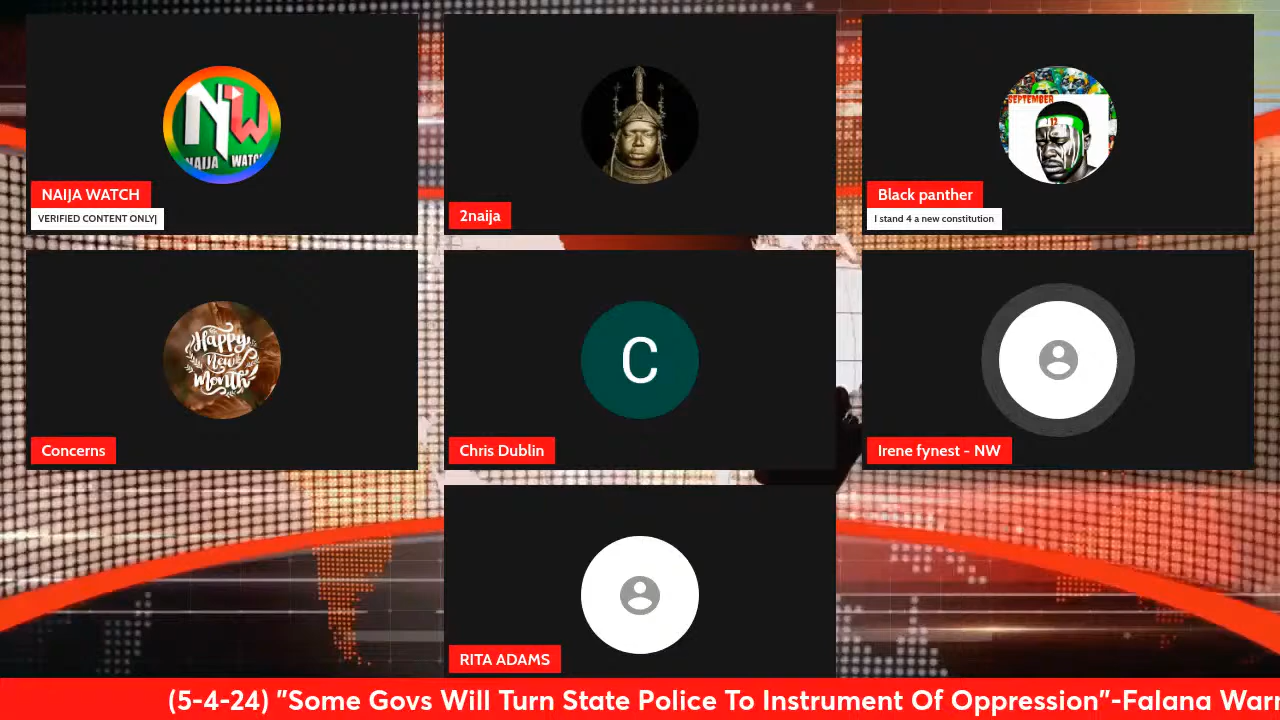 NW
NAIJA WATCH
NAIJA WATCH
VERIFIED CONTENT ONLY|
2naija
SEPTEMBER
12
Black panther
I stand 4 a new constitution
Happy
New
Month
Concerns
C
Chris Dublin
Irene fynest - NW
RITA ADAMS
(5-4-24) "Some Govs Will Turn State Police To Instrument Of Oppression"-Falana